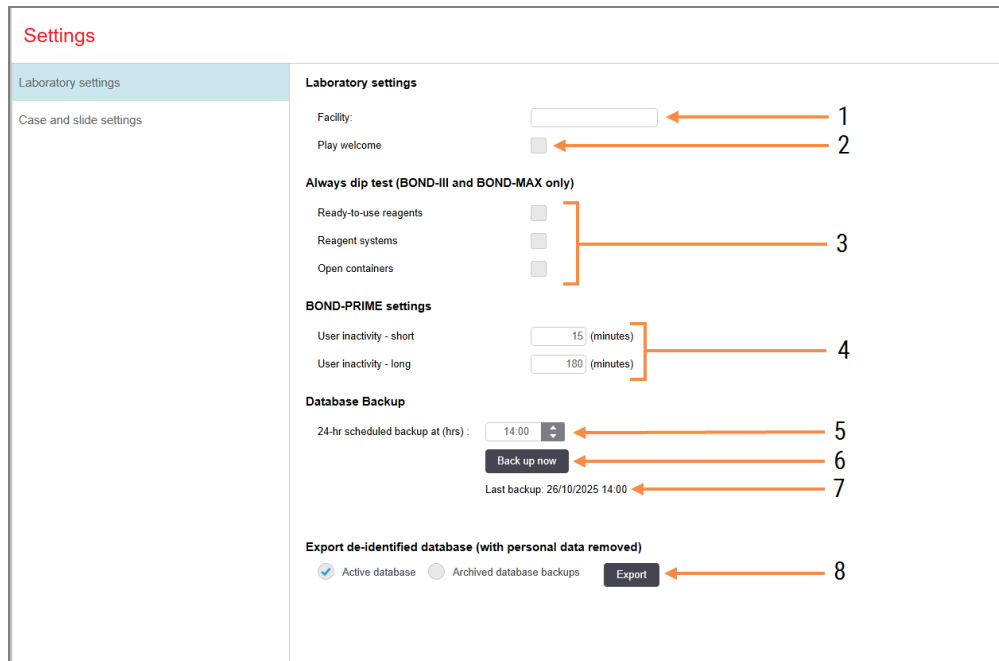 Settings
Laboratory settings
Case and slide settings
Laboratory settings
Facility: 1
Play welcome 2
Always dip test (BOND-III and BOND-MAX only)
Ready-to-use reagents
Reagent systems 3
Open containers
BOND-PRIME settings
User inactivity - short 15 (minutes)
4
User inactivity - long 180 (minutes)
Database Backup
24-hr scheduled backup at (hrs) : 14:00 5
Back up now 6
Last backup: 26/10/2025 14:00 7
Export de-identified database (with personal data removed)
Active database Archived database backups Export 8